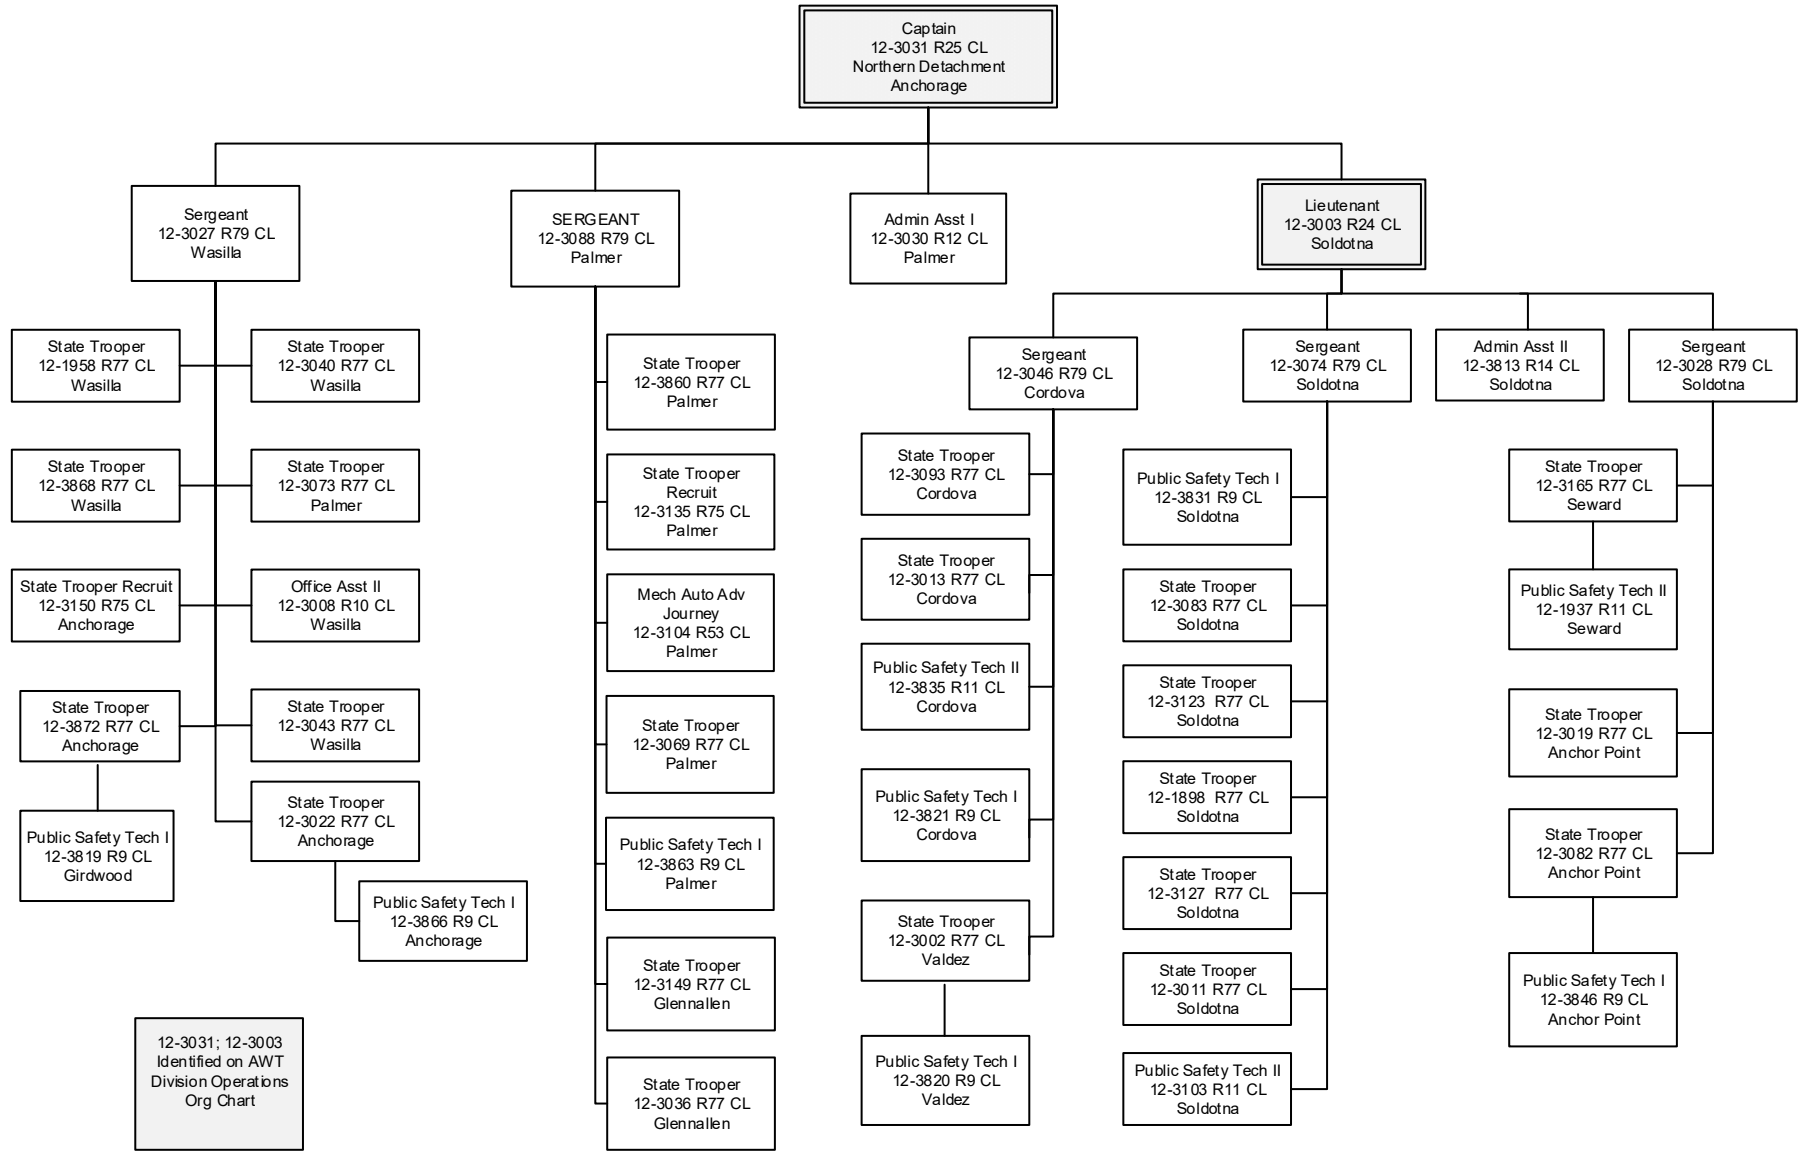 Captain
12-3031 R25 CL
Northern Detachment
Anchorage
Sergeant
12-3027 R79 CL
Wasilla
SERGEANT
12-3088 R79 CL
Palmer
Admin Asst I
12-3030 R12 CL
Palmer
Lieutenant
12-3003 R24 CL
Soldotna
State Trooper
12-1958 R77 CL
Wasilla
State Trooper
12-3040 R77 CL
Wasilla
State Trooper
12-3868 R77 CL
Wasilla
State Trooper
12-3073 R77 CL
Palmer
State Trooper Recruit
12-3150 R75 CL
Anchorage
Office Asst II
12-3008 R10 CL
Wasilla
State Trooper
12-3872 R77 CL
Anchorage
State Trooper
12-3043 R77 CL
Wasilla
Public Safety Tech I
12-3819 R9 CL
Girdwood
State Trooper
12-3022 R77 CL
Anchorage
Public Safety Tech I
12-3866 R9 CL
Anchorage
State Trooper
12-3860 R77 CL
Palmer
State Trooper
Recruit
12-3135 R75 CL
Palmer
Mech Auto Adv
Journey
12-3104 R53 CL
Palmer
State Trooper
12-3069 R77 CL
Palmer
Public Safety Tech I
12-3863 R9 CL
Palmer
State Trooper
12-3149 R77 CL
Glennallen
State Trooper
12-3036 R77 CL
Glennallen
Sergeant
12-3046 R79 CL
Cordova
Sergeant
12-3074 R79 CL
Soldotna
Admin Asst II
12-3813 R14 CL
Soldotna
Sergeant
12-3028 R79 CL
Soldotna
State Trooper
12-3093 R77 CL
Cordova
State Trooper
12-3013 R77 CL
Cordova
Public Safety Tech II
12-3835 R11 CL
Cordova
Public Safety Tech I
12-3821 R9 CL
Cordova
State Trooper
12-3002 R77 CL
Valdez
Public Safety Tech I
12-3820 R9 CL
Valdez
Public Safety Tech I
12-3831 R9 CL
Soldotna
State Trooper
12-3083 R77 CL
Soldotna
State Trooper
12-3123 R77 CL
Soldotna
State Trooper
12-1898 R77 CL
Soldotna
State Trooper
12-3127 R77 CL
Soldotna
State Trooper
12-3011 R77 CL
Soldotna
Public Safety Tech II
12-3103 R11 CL
Soldotna
State Trooper
12-3165 R77 CL
Seward
Public Safety Tech II
12-1937 R11 CL
Seward
State Trooper
12-3019 R77 CL
Anchor Point
State Trooper
12-3082 R77 CL
Anchor Point
Public Safety Tech I
12-3846 R9 CL
Anchor Point
12-3031; 12-3003
Identified on AWT
Division Operations
Org Chart